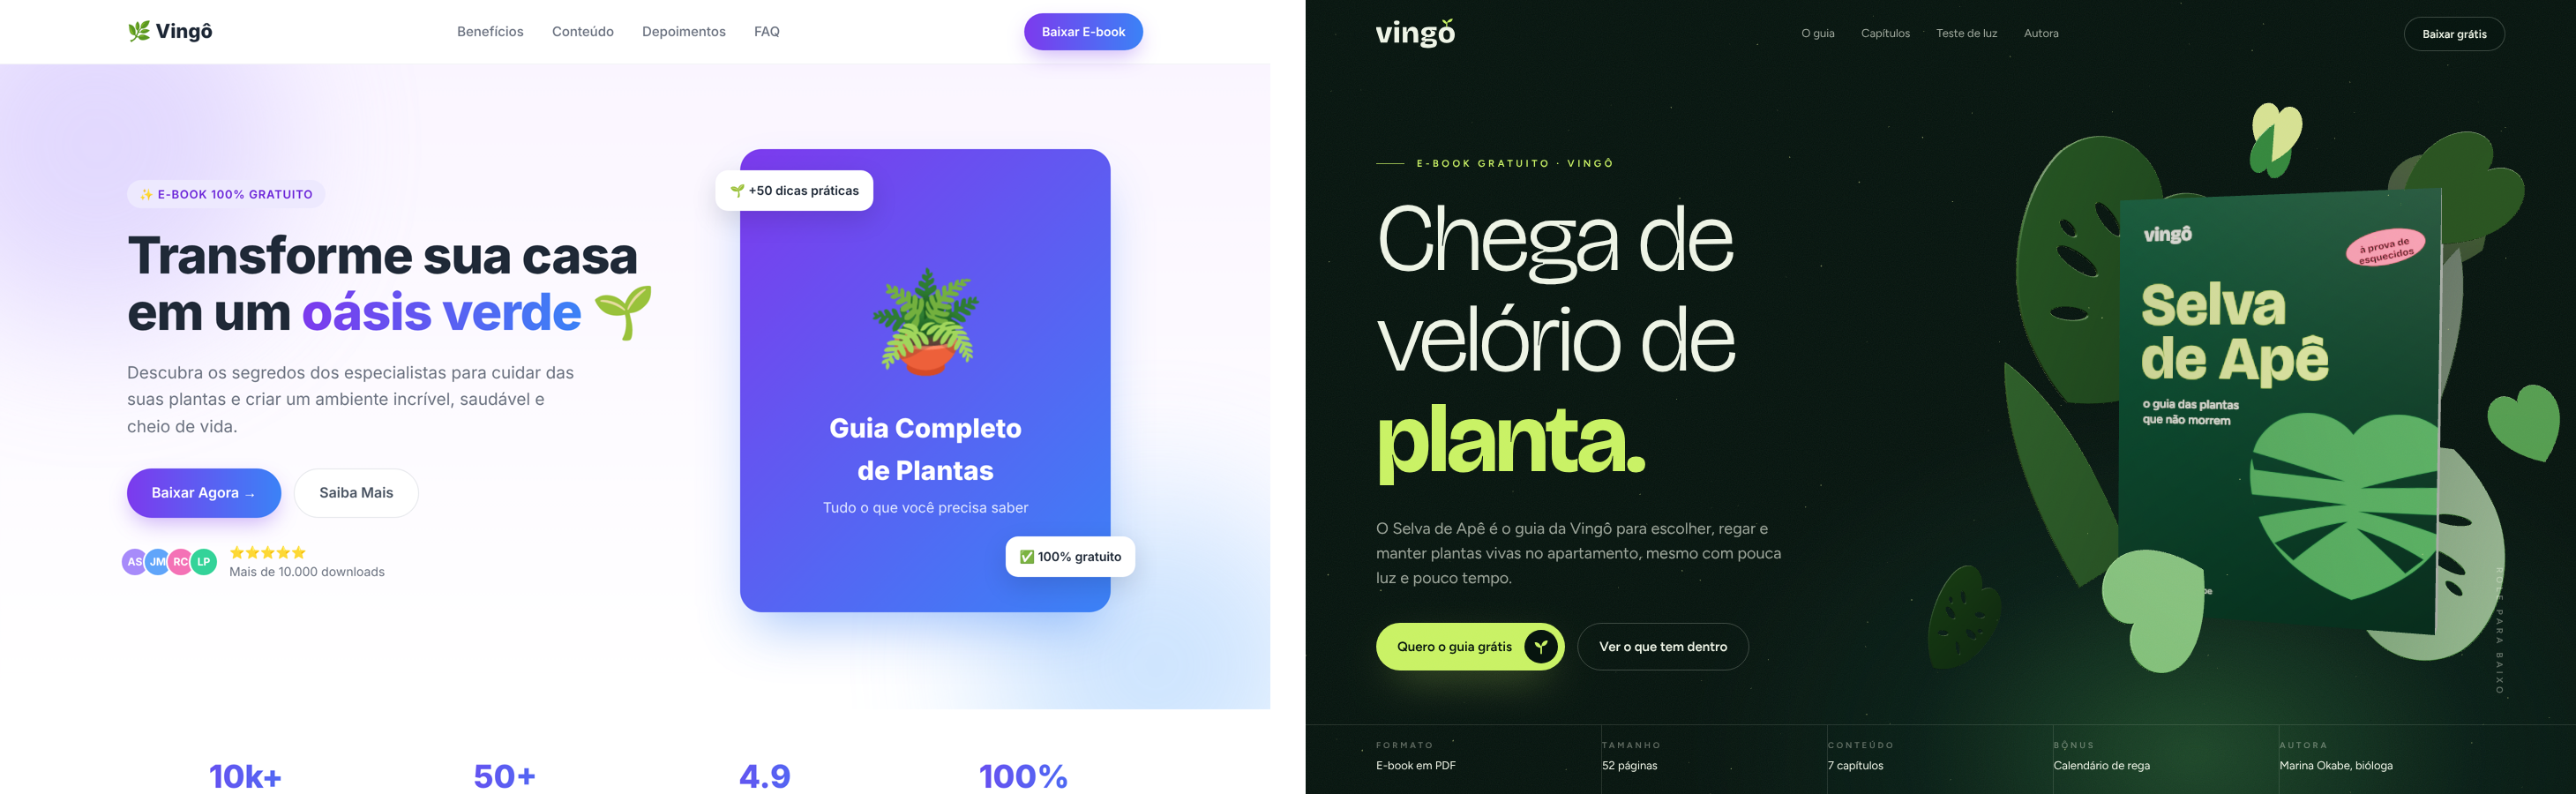 Vingô
Benefícios
Conteúdo
Depoimentos
FAQ
Baixar E-book
E-BOOK 100% GRATUITO
Transforme sua casa
em um oásis verde
Descubra os segredos dos especialistas para cuidar das
suas plantas e criar um ambiente incrível, saudável e
cheio de vida.
Baixar Agora →
Saiba Mais
AS
JM
RC
LP
Mais de 10.000 downloads
+50 dicas práticas
Guia Completo
de Plantas
Tudo o que você precisa saber
100% gratuito
10k+
50+
4.9
100%
vingô
O guia
Capítulos
Teste de luz
Autora
Baixar grátis
E-BOOK GRATUITO · VINGÔ
Chega de
velório de
planta.
O Selva de Apê é o guia da Vingô para escolher, regar e
manter plantas vivas no apartamento, mesmo com pouca
luz e pouco tempo.
Quero o guia grátis
Ver o que tem dentro
vingô
à prova de
esquecidos
Selva
de Apê
o guia das plantas
que não morrem
PARA BAIXO
FORMATO
E-book em PDF
TAMANHO
52 páginas
CONTEÚDO
7 capítulos
BÔNUS
Calendário de rega
AUTORA
Marina Okabe, bióloga